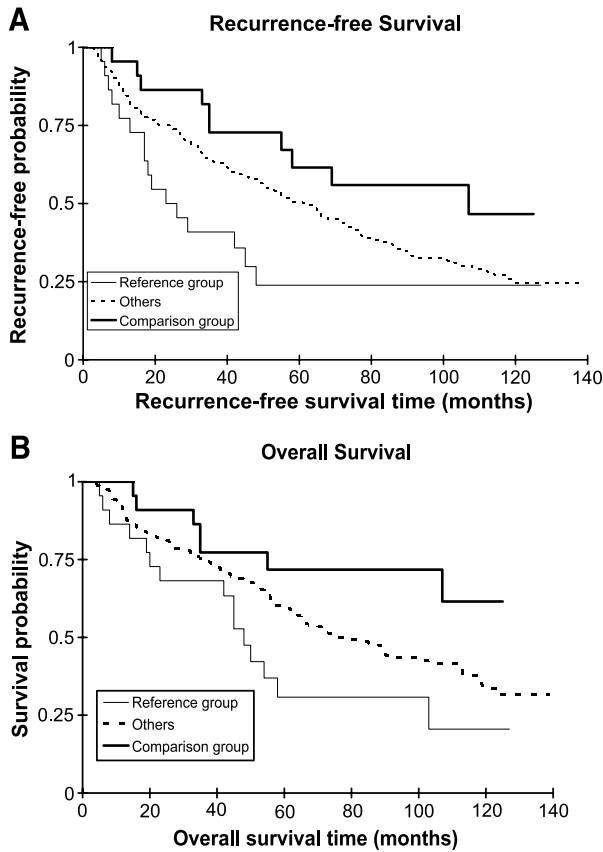 A
Recurrence-free Survival
Recurrence-free probability
1
0.75
0.5
0.25
0
Reference group
Others
Comparison group
0 20 40 60 80 100 120 140
Recurrence-free survival time (months)
B
Overall Survival
Survival probability
1
0.75
0.5
0.25
0
Reference group
Others
Comparison group
0 20 40 60 80 100 120 140
Overall survival time (months)